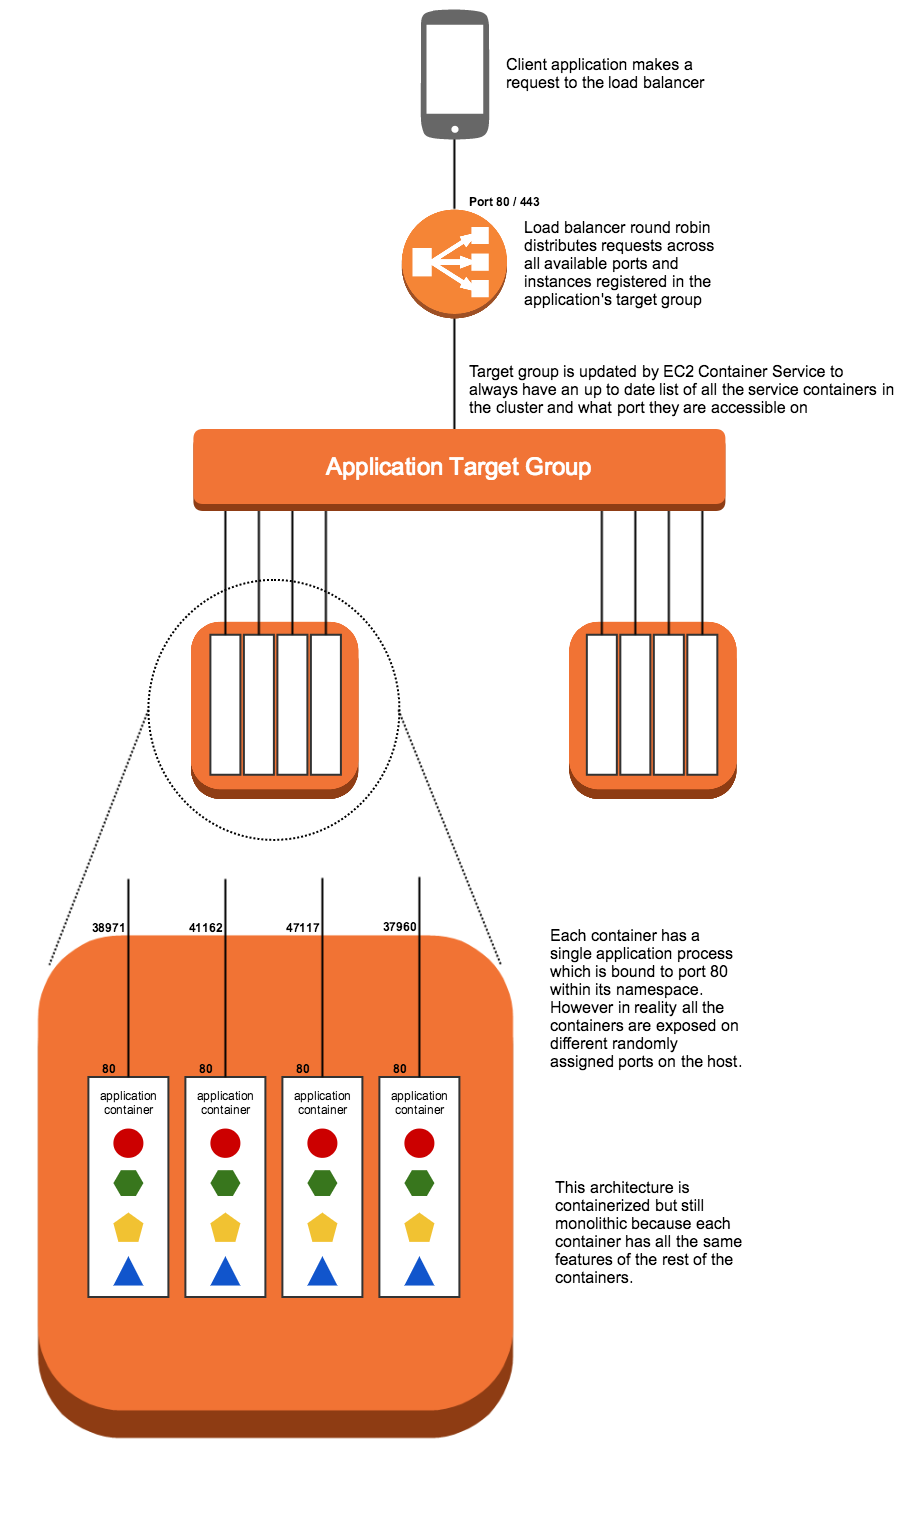 Client application makes a
request to the load balancer
Port 80 / 443
Load balancer round robin
distributes requests across
all available ports and
instances registered in the
application's target group
Target group is updated by EC2 Container Service to
always have an up to date list of all the service containers in
the cluster and what port they are accessible on
Application Target Group
38971 41162 47117 37960
Each container has a
single application process
which is bound to port 80
within its namespace.
However in reality all the
containers are exposed on
different randomly
assigned ports on the host.
80 80 80 80
application application application application
container container container container
This architecture is
containerized but still
monolithic because each
container has all the same
features of the rest of the
containers.